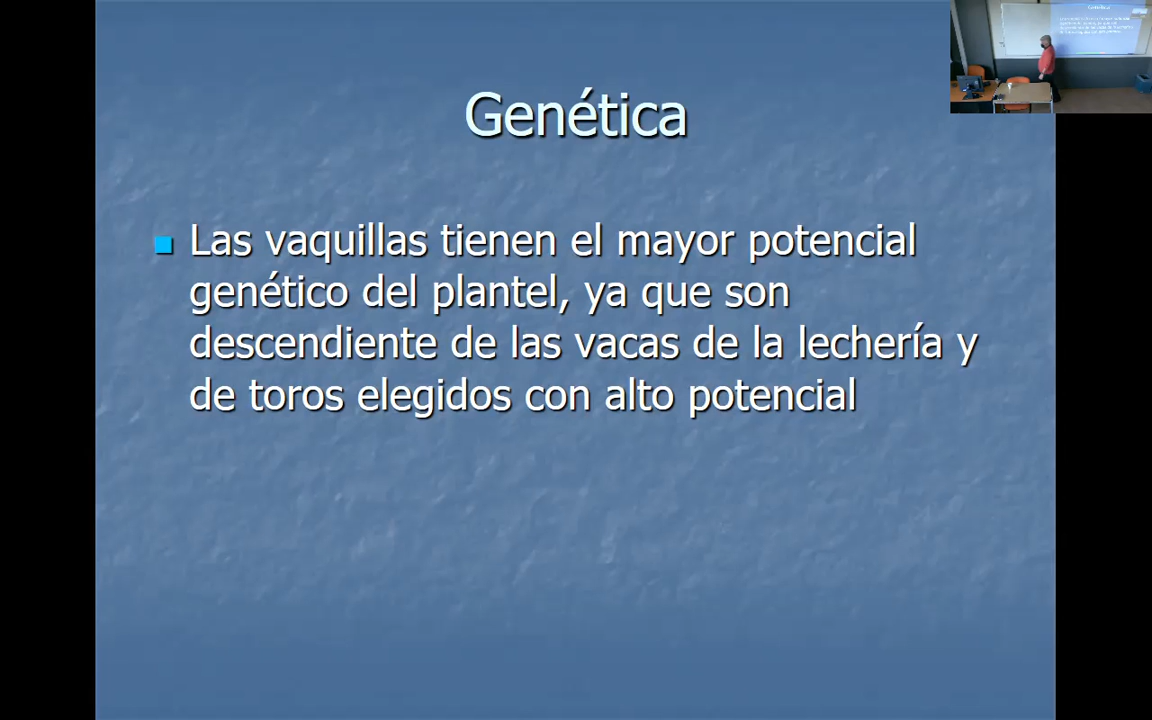 Genética
Las vaquillas tienen el mayor potencial
genético del plantel, ya que son
descendiente de las vacas de la lechería y
de toros elegidos con alto potencial